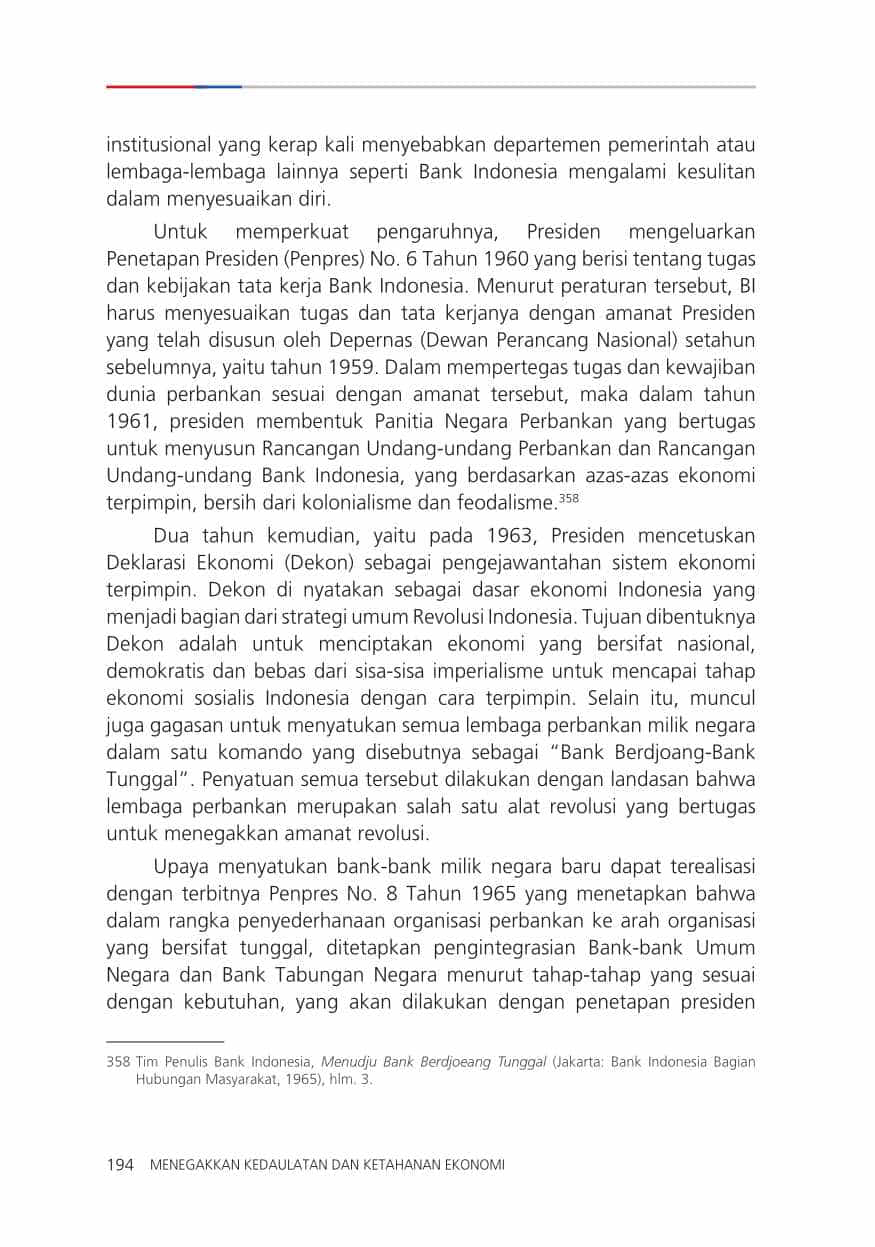 institusional yang kerap kali menyebabkan departemen pemerintah atau
lembaga-lembaga lainnya seperti Bank Indonesia mengalami kesulitan
dalam menyesuaikan diri.
Untuk memperkuat pengaruhnya, Presiden mengeluarkan
Penetapan Presiden (Penpres) No. 6 Tahun 1960 yang berisi tentang tugas
dan kebijakan tata kerja Bank Indonesia. Menurut peraturan tersebut, BI
harus menyesuaikan tugas dan tata kerjanya dengan amanat Presiden
yang telah disusun oleh Depernas (Dewan Perancang Nasional) setahun
sebelumnya, yaitu tahun 1959. Dalam mempertegas tugas dan kewajiban
dunia perbankan sesuai dengan amanat tersebut, maka dalam tahun
1961, presiden membentuk Panitia Negara Perbankan yang bertugas
untuk menyusun Rancangan Undang-undang Perbankan dan Rancangan
Undang-undang Bank Indonesia, yang berdasarkan azas-azas ekonomi
terpimpin, bersih dari kolonialisme dan feodalisme.358
Dua tahun kemudian, yaitu pada 1963, Presiden mencetuskan
Deklarasi Ekonomi (Dekon) sebagai pengejawantahan sistem ekonomi
terpimpin. Dekon di nyatakan sebagai dasar ekonomi Indonesia yang
menjadi bagian dari strategi umum Revolusi Indonesia. Tujuan dibentuknya
Dekon adalah untuk menciptakan ekonomi yang bersifat nasional,
demokratis dan bebas dari sisa-sisa imperialisme untuk mencapai tahap
ekonomi sosialis Indonesia dengan cara terpimpin. Selain itu, muncul
juga gagasan untuk menyatukan semua lembaga perbankan milik negara
dalam satu komando yang disebutnya sebagai “Bank Berdjoang-Bank
Tunggal”. Penyatuan semua tersebut dilakukan dengan landasan bahwa
lembaga perbankan merupakan salah satu alat revolusi yang bertugas
untuk menegakkan amanat revolusi.
Upaya menyatukan bank-bank milik negara baru dapat terealisasi
dengan terbitnya Penpres No. 8 Tahun 1965 yang menetapkan bahwa
dalam rangka penyederhanaan organisasi perbankan ke arah organisasi
yang bersifat tunggal, ditetapkan pengintegrasian Bank-bank Umum
Negara dan Bank Tabungan Negara menurut tahap-tahap yang sesuai
dengan kebutuhan, yang akan dilakukan dengan penetapan presiden
358 Tim Penulis Bank Indonesia, Menudju Bank Berdjoeang Tunggal (Jakarta: Bank Indonesia Bagian
Hubungan Masyarakat, 1965), hlm. 3.
194 MENEGAKKAN KEDAULATAN DAN KETAHANAN EKONOMI